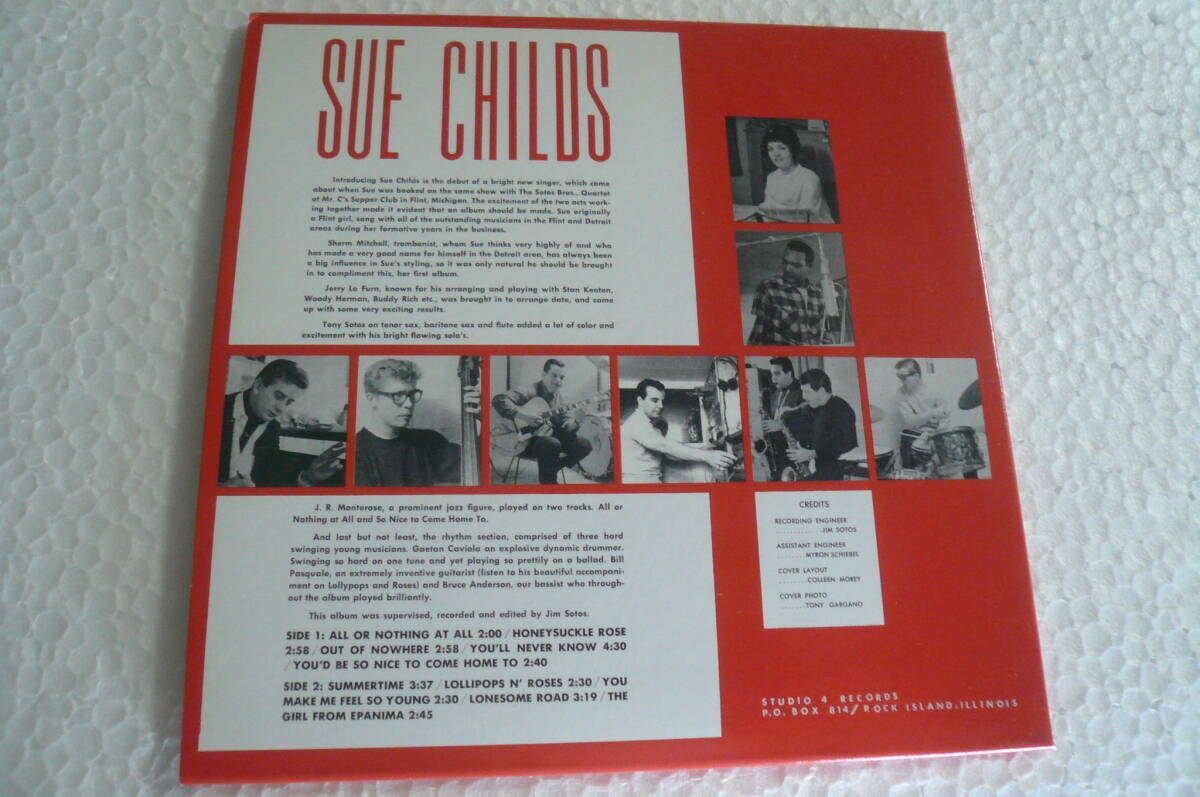 SUE CHILDS
Introducing Sue Childs is the debut of a bright new singer, which came
about when Sue was booked on the same show with The Sotos Bros., Quartet
at Mr. C's Supper Club in Flint, Michigan. The excitement of the two acts work-
ing together made it evident that an album should be made. Sue originally
a Flint girl, sang with all of the outstanding musicians in the Flint and Detroit
areas during her formative years in the business.
Sherm Mitchell, trombonist, whom Sue thinks very highly of and who
has made a very good name for himself in the Detroit area, has always been
a big influence in Sue's styling, so it was only natural he should be brought
in to compliment this, her first album.
Jerry La Furn, known for his arranging and playing with Stan Kenton,
Woody Herman, Buddy Rich etc., was brought in to arrange date, and came
up with some very exciting results.
Tony Sotos on tenor sax, baritone sax and flute added a lot of color and
excitement with his bright flowing solo's.
J. R. Monterose, a prominent jazz figure, played on two tracks. All or
Nothing at All and So Nice to Come Home To.
And last but not least, the rhythm section, comprised of three hard
swinging young musicians. Gaetan Caviola an explosive dynamic drummer.
Swinging so hard on one tune and yet playing so prettily on a ballad. Bill
Pasquale, an extremely inventive guitarist (listen to his beautiful accompani-
ment on Lollypops and Roses) and Bruce Anderson, our bassist who through-
out the album played brilliantly.
This album was supervised, recorded and edited by Jim Sotos.
SIDE 1: ALL OR NOTHING AT ALL 2:00 / HONEYSUCKLE ROSE
2:58 / OUT OF NOWHERE 2:58 / YOU'LL NEVER KNOW 4:30
/ YOU'D BE SO NICE TO COME HOME TO 2:40
SIDE 2: SUMMERTIME 3:37 / LOLLIPOPS N' ROSES 2:30 / YOU
MAKE ME FEEL SO YOUNG 2:30 / LONESOME ROAD 3:19 / THE
GIRL FROM EPANIMA 2:45
CREDITS
RECORDING ENGINEER
............JIM SOTOS
ASSISTANT ENGINEER
........MYRON SCHIEBEL
COVER LAYOUT
........COLLEEN MOREY
COVER PHOTO
.......TONY GARGANO
STUDIO 4 RECORDS
P.O. BOX 814/ROCK ISLAND, ILLINOIS